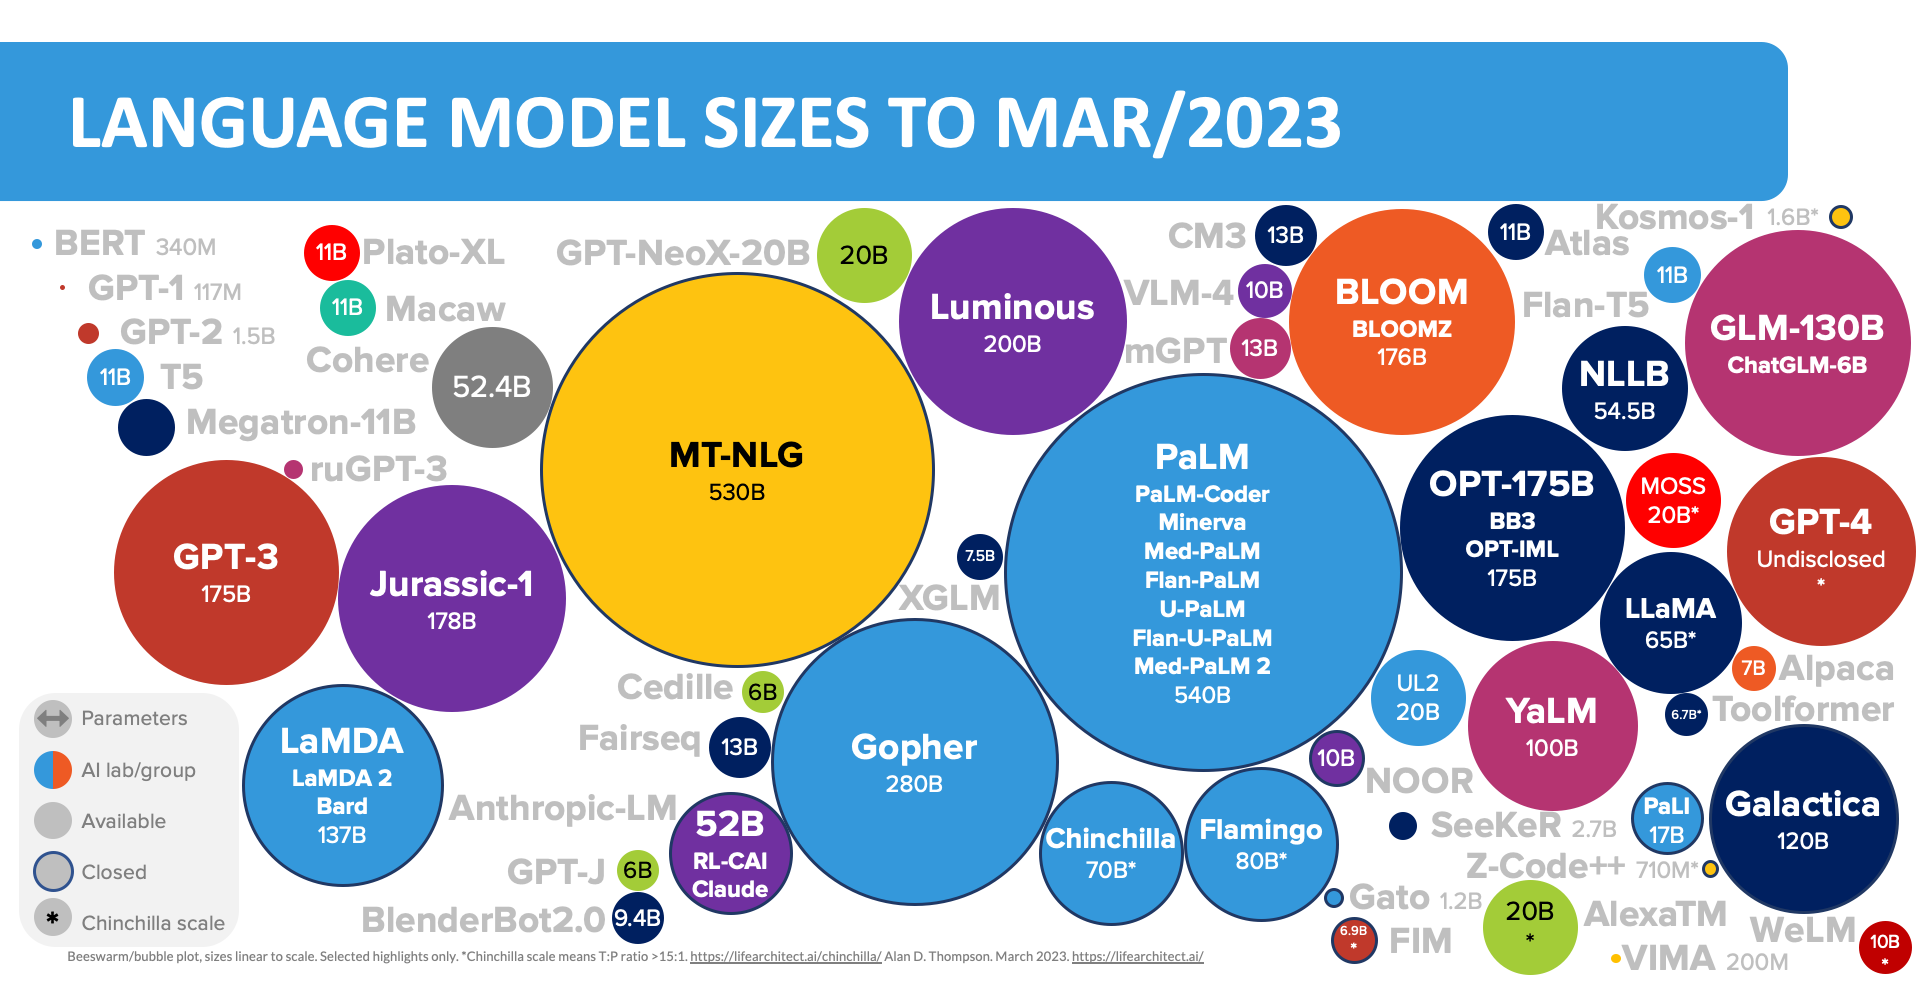 LANGUAGE MODEL SIZES TO MAR/2023
BERT 340M
GPT-1 117M
GPT-2 1.5B
11B T5
Megatron-11B
ruGPT-3
11B Plato-XL
11B Macaw
Cohere
52.4B
GPT-3
175B
Jurassic-1
178B
GPT-NeoX-20B
20B
MT-NLG
530B
Luminous
200B
CM3 13B
VLM-4 10B
mGPT 13B
BLOOM
BLOOMZ
176B
11B
Atlas
Kosmos-1 1.6B*
11B
Flan-T5
GLM-130B
ChatGLM-6B
NLLB
54.5B
PaLM
PaLM-Coder
Minerva
Med-PaLM
Flan-PaLM
U-PaLM
Flan-U-PaLM
Med-PaLM 2
540B
7.5B
XGLM
OPT-175B
BB3
OPT-IML
175B
MOSS
20B*
GPT-4
Undisclosed
*
LLaMA
65B*
7B Alpaca
6.7B* Toolformer
UL2
20B
YaLM
100B
10B
NOOR
Parameters
AI lab/group
Available
Closed
* Chinchilla scale
LaMDA
LaMDA 2
Bard
137B
Cedille 6B
Fairseq 13B
Gopher
280B
Anthropic-LM
52B
RL-CAI
Claude
GPT-J 6B
BlenderBot2.0 9.4B
Chinchilla
70B*
Flamingo
80B*
SeeKeR 2.7B
PaLI
17B
Galactica
120B
Z-Code++ 710M*
Gato 1.2B
6.9B
*
FIM
20B
*
AlexaTM
WeLM
10B
*
VIMA 200M
Beeswarm/bubble plot, sizes linear to scale. Selected highlights only. *Chinchilla scale means T:P ratio >15:1. https://lifearchitect.ai/chinchilla/ Alan D. Thompson. March 2023. https://lifearchitect.ai/